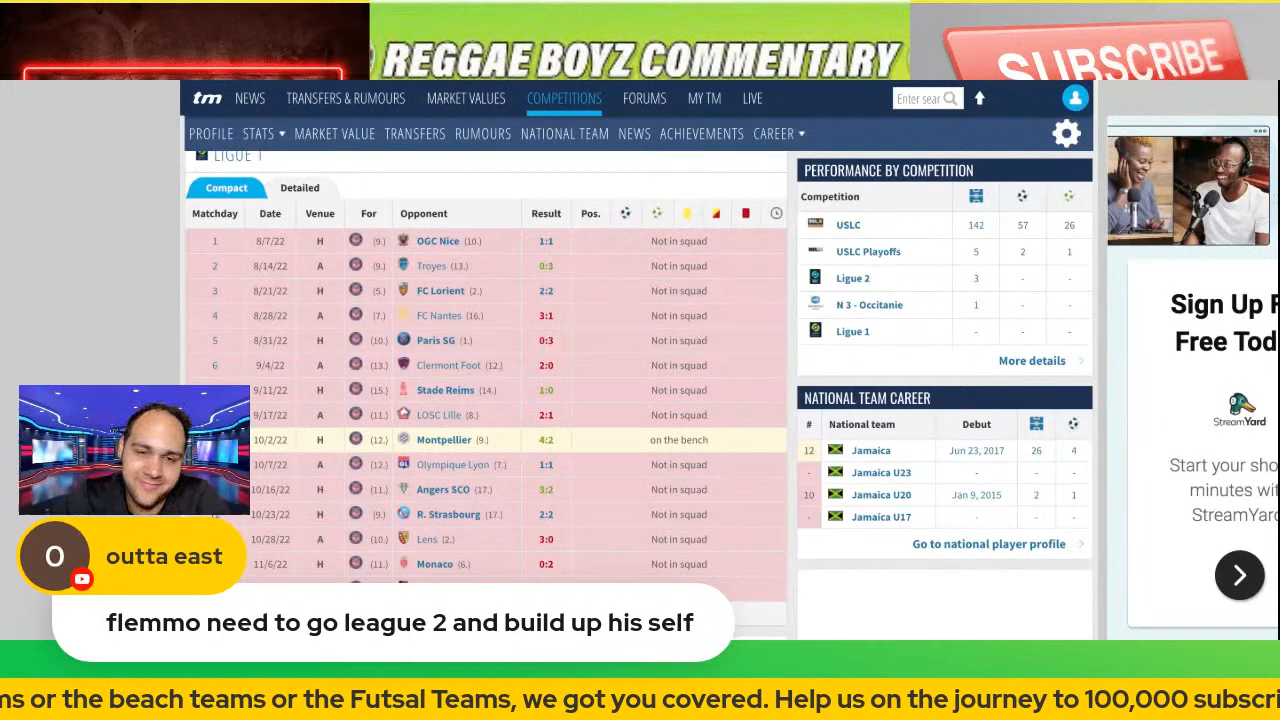 REGGAE BOYZ COMMENTARY
SUBSCRIBE
tm NEWS TRANSFERS & RUMOURS MARKET VALUES COMPETITIONS FORUMS MY TM LIVE Enter sear
PROFILE STATS MARKET VALUE TRANSFERS RUMOURS NATIONAL TEAM NEWS ACHIEVEMENTS CAREER
LIGUE 1
Compact Detailed
Matchday Date Venue For Opponent Result Pos.
1 8/7/22 H (9.) OGC Nice (10.) 1:1 Not in squad
2 8/14/22 A (9.) Troyes (13.) 0:3 Not in squad
3 8/21/22 H (5.) FC Lorient (2.) 2:2 Not in squad
4 8/28/22 A (7.) FC Nantes (16.) 3:1 Not in squad
5 8/31/22 H (10.) Paris SG (1.) 0:3 Not in squad
6 9/4/22 A (13.) Clermont Foot (12.) 2:0 Not in squad
9/11/22 H (15.) Stade Reims (14.) 1:0 Not in squad
9/17/22 A (11.) LOSC Lille (8.) 2:1 Not in squad
10/2/22 H (12.) Montpellier (9.) 4:2 on the bench
10/7/22 A (12.) Olympique Lyon (7.) 1:1 Not in squad
10/16/22 H (11.) Angers SCO (17.) 3:2 Not in squad
10/23/22 H (9.) R. Strasbourg (17.) 2:2 Not in squad
10/28/22 A (10.) Lens (2.) 3:0 Not in squad
11/6/22 H (11.) Monaco (6.) 0:2 Not in squad
PERFORMANCE BY COMPETITION
Competition
USLC 142 57 26
USLC Playoffs 5 2 1
Ligue 2 3 - -
N 3 - Occitanie 1 - -
Ligue 1 - - -
More details
NATIONAL TEAM CAREER
# National team Debut
12 Jamaica Jun 23, 2017 26 4
- Jamaica U23 - - -
10 Jamaica U20 Jan 9, 2015 2 1
- Jamaica U17 - - -
Go to national player profile
Sign Up F
Free Tod
StreamYard
Start your sho
minutes wit
StreamYar
O outta east
flemmo need to go league 2 and build up his self
ms or the beach teams or the Futsal Teams, we got you covered. Help us on the journey to 100,000 subscri